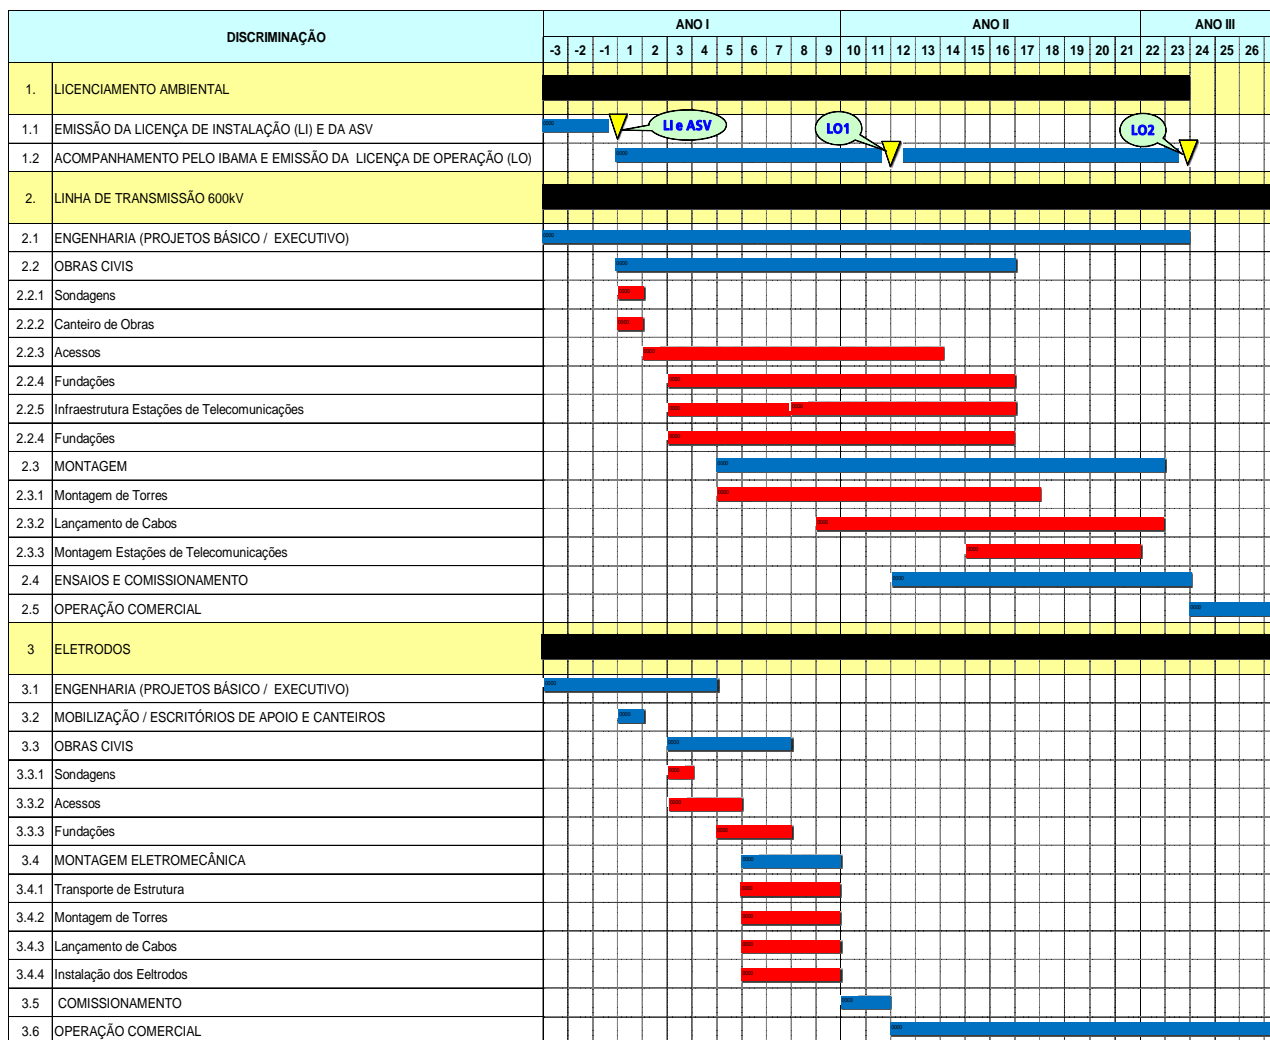 DISCRIMINAÇÃO
ANO I ANO II ANO III
-3 -2 -1 1 2 3 4 5 6 7 8 9 10 11 12 13 14 15 16 17 18 19 20 21 22 23 24 25 26
1. LICENCIAMENTO AMBIENTAL
1.1 EMISSÃO DA LICENÇA DE INSTALAÇÃO (LI) E DA ASV
LI e ASV
LO1
LO2
1.2 ACOMPANHAMENTO PELO IBAMA E EMISSÃO DA LICENÇA DE OPERAÇÃO (LO)
2. LINHA DE TRANSMISSÃO 600kV
2.1 ENGENHARIA (PROJETOS BÁSICO / EXECUTIVO)
2.2 OBRAS CIVIS
2.2.1 Sondagens
2.2.2 Canteiro de Obras
2.2.3 Acessos
2.2.4 Fundações
2.2.5 Infraestrutura Estações de Telecomunicações
2.2.4 Fundações
2.3 MONTAGEM
2.3.1 Montagem de Torres
2.3.2 Lançamento de Cabos
2.3.3 Montagem Estações de Telecomunicações
2.4 ENSAIOS E COMISSIONAMENTO
2.5 OPERAÇÃO COMERCIAL
3 ELETRODOS
3.1 ENGENHARIA (PROJETOS BÁSICO / EXECUTIVO)
3.2 MOBILIZAÇÃO / ESCRITÓRIOS DE APOIO E CANTEIROS
3.3 OBRAS CIVIS
3.3.1 Sondagens
3.3.2 Acessos
3.3.3 Fundações
3.4 MONTAGEM ELETROMECÂNICA
3.4.1 Transporte de Estrutura
3.4.2 Montagem de Torres
3.4.3 Lançamento de Cabos
3.4.4 Instalação dos Eeltrodos
3.5 COMISSIONAMENTO
3.6 OPERAÇÃO COMERCIAL